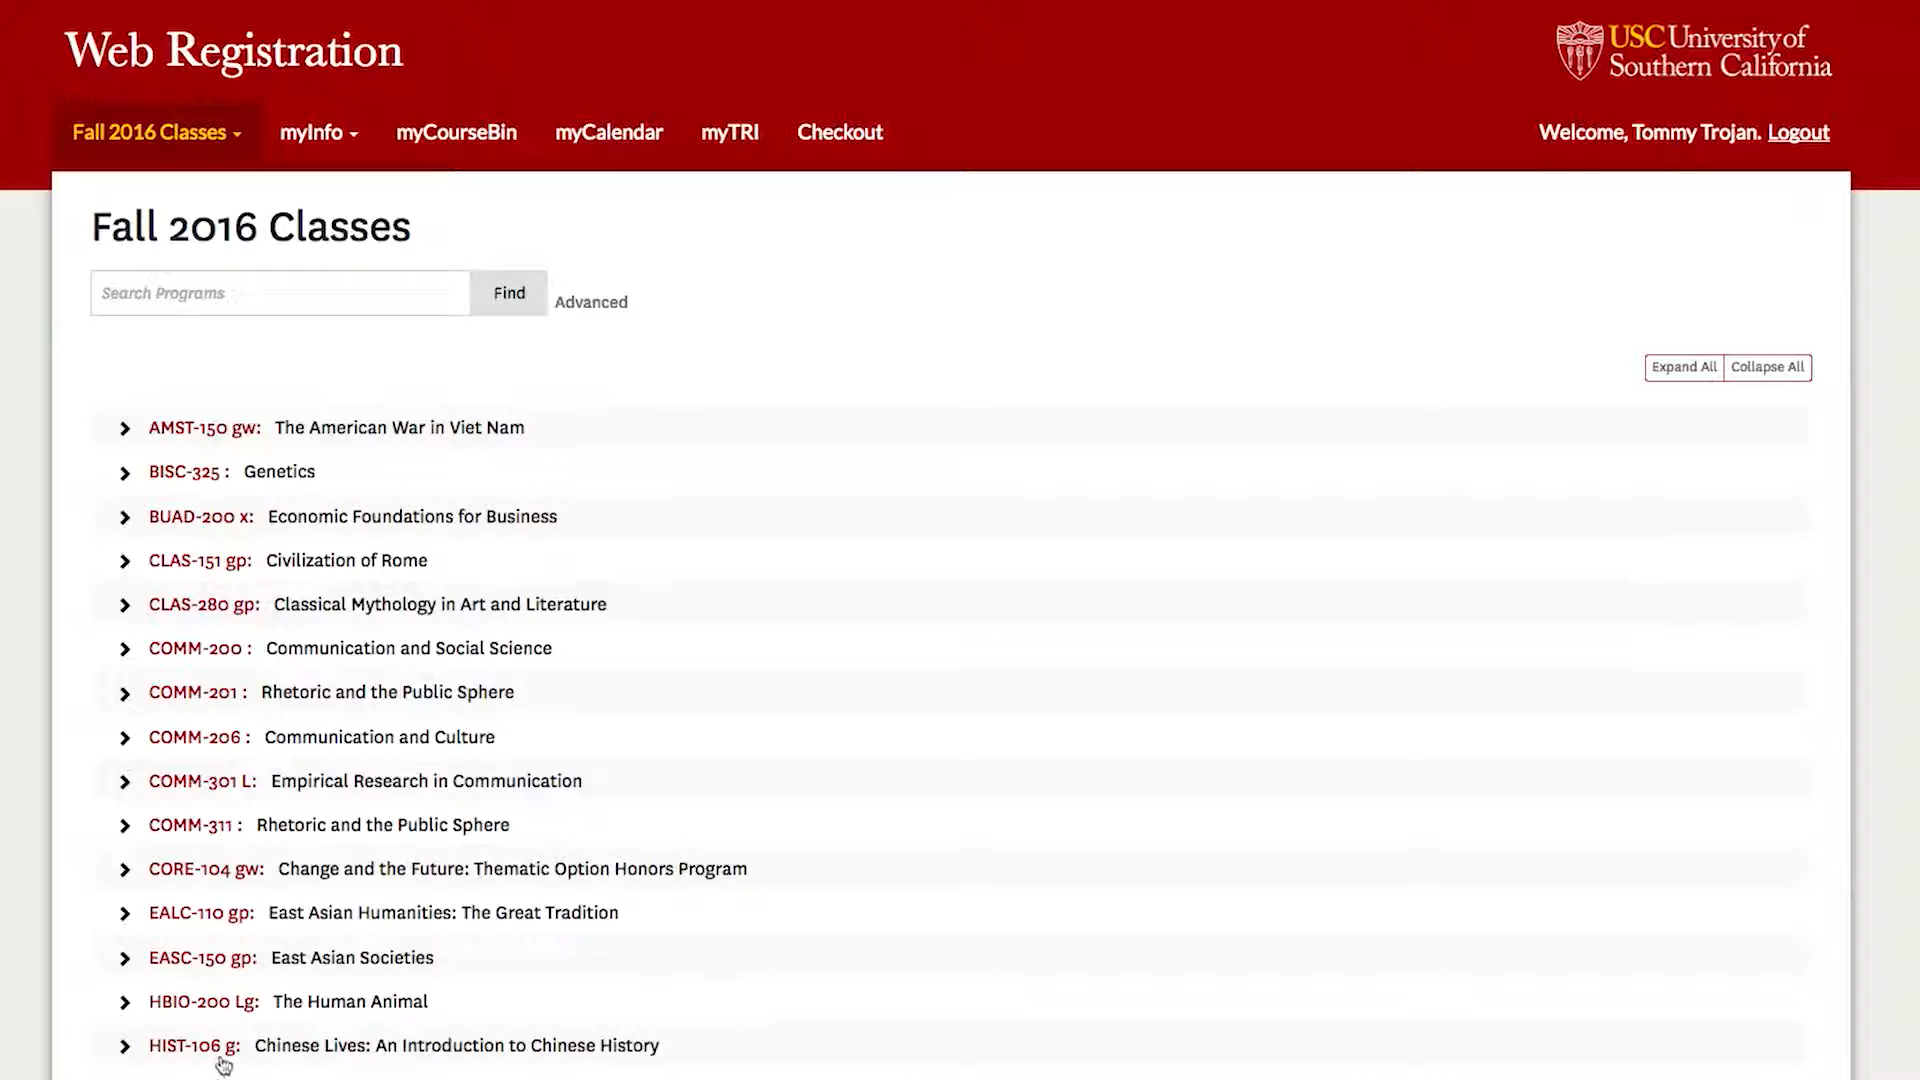 Web Registration
USC University of
Southern California
Fall 2016 Classes myInfo myCourseBin myCalendar myTRI Checkout Welcome, Tommy Trojan. Logout
Fall 2016 Classes
Search Programs Find Advanced
Expand All Collapse All
AMST-150 gw: The American War in Viet Nam
BISC-325 : Genetics
BUAD-200 x: Economic Foundations for Business
CLAS-151 gp: Civilization of Rome
CLAS-280 gp: Classical Mythology in Art and Literature
COMM-200 : Communication and Social Science
COMM-201 : Rhetoric and the Public Sphere
COMM-206 : Communication and Culture
COMM-301 L: Empirical Research in Communication
COMM-311 : Rhetoric and the Public Sphere
CORE-104 gw: Change and the Future: Thematic Option Honors Program
EALC-110 gp: East Asian Humanities: The Great Tradition
EASC-150 gp: East Asian Societies
HBIO-200 Lg: The Human Animal
HIST-106 g: Chinese Lives: An Introduction to Chinese History